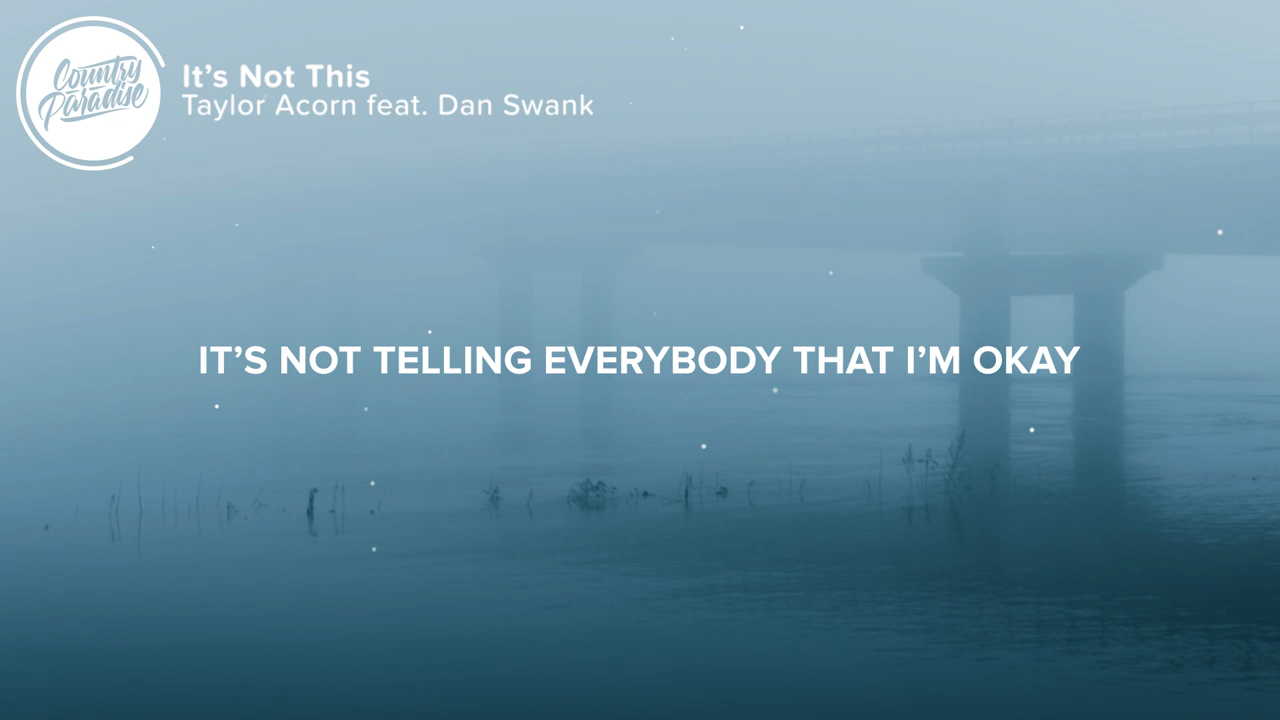 Country
Paradise
It’s Not This
Taylor Acorn feat. Dan Swank
IT’S NOT TELLING EVERYBODY THAT I’M OKAY